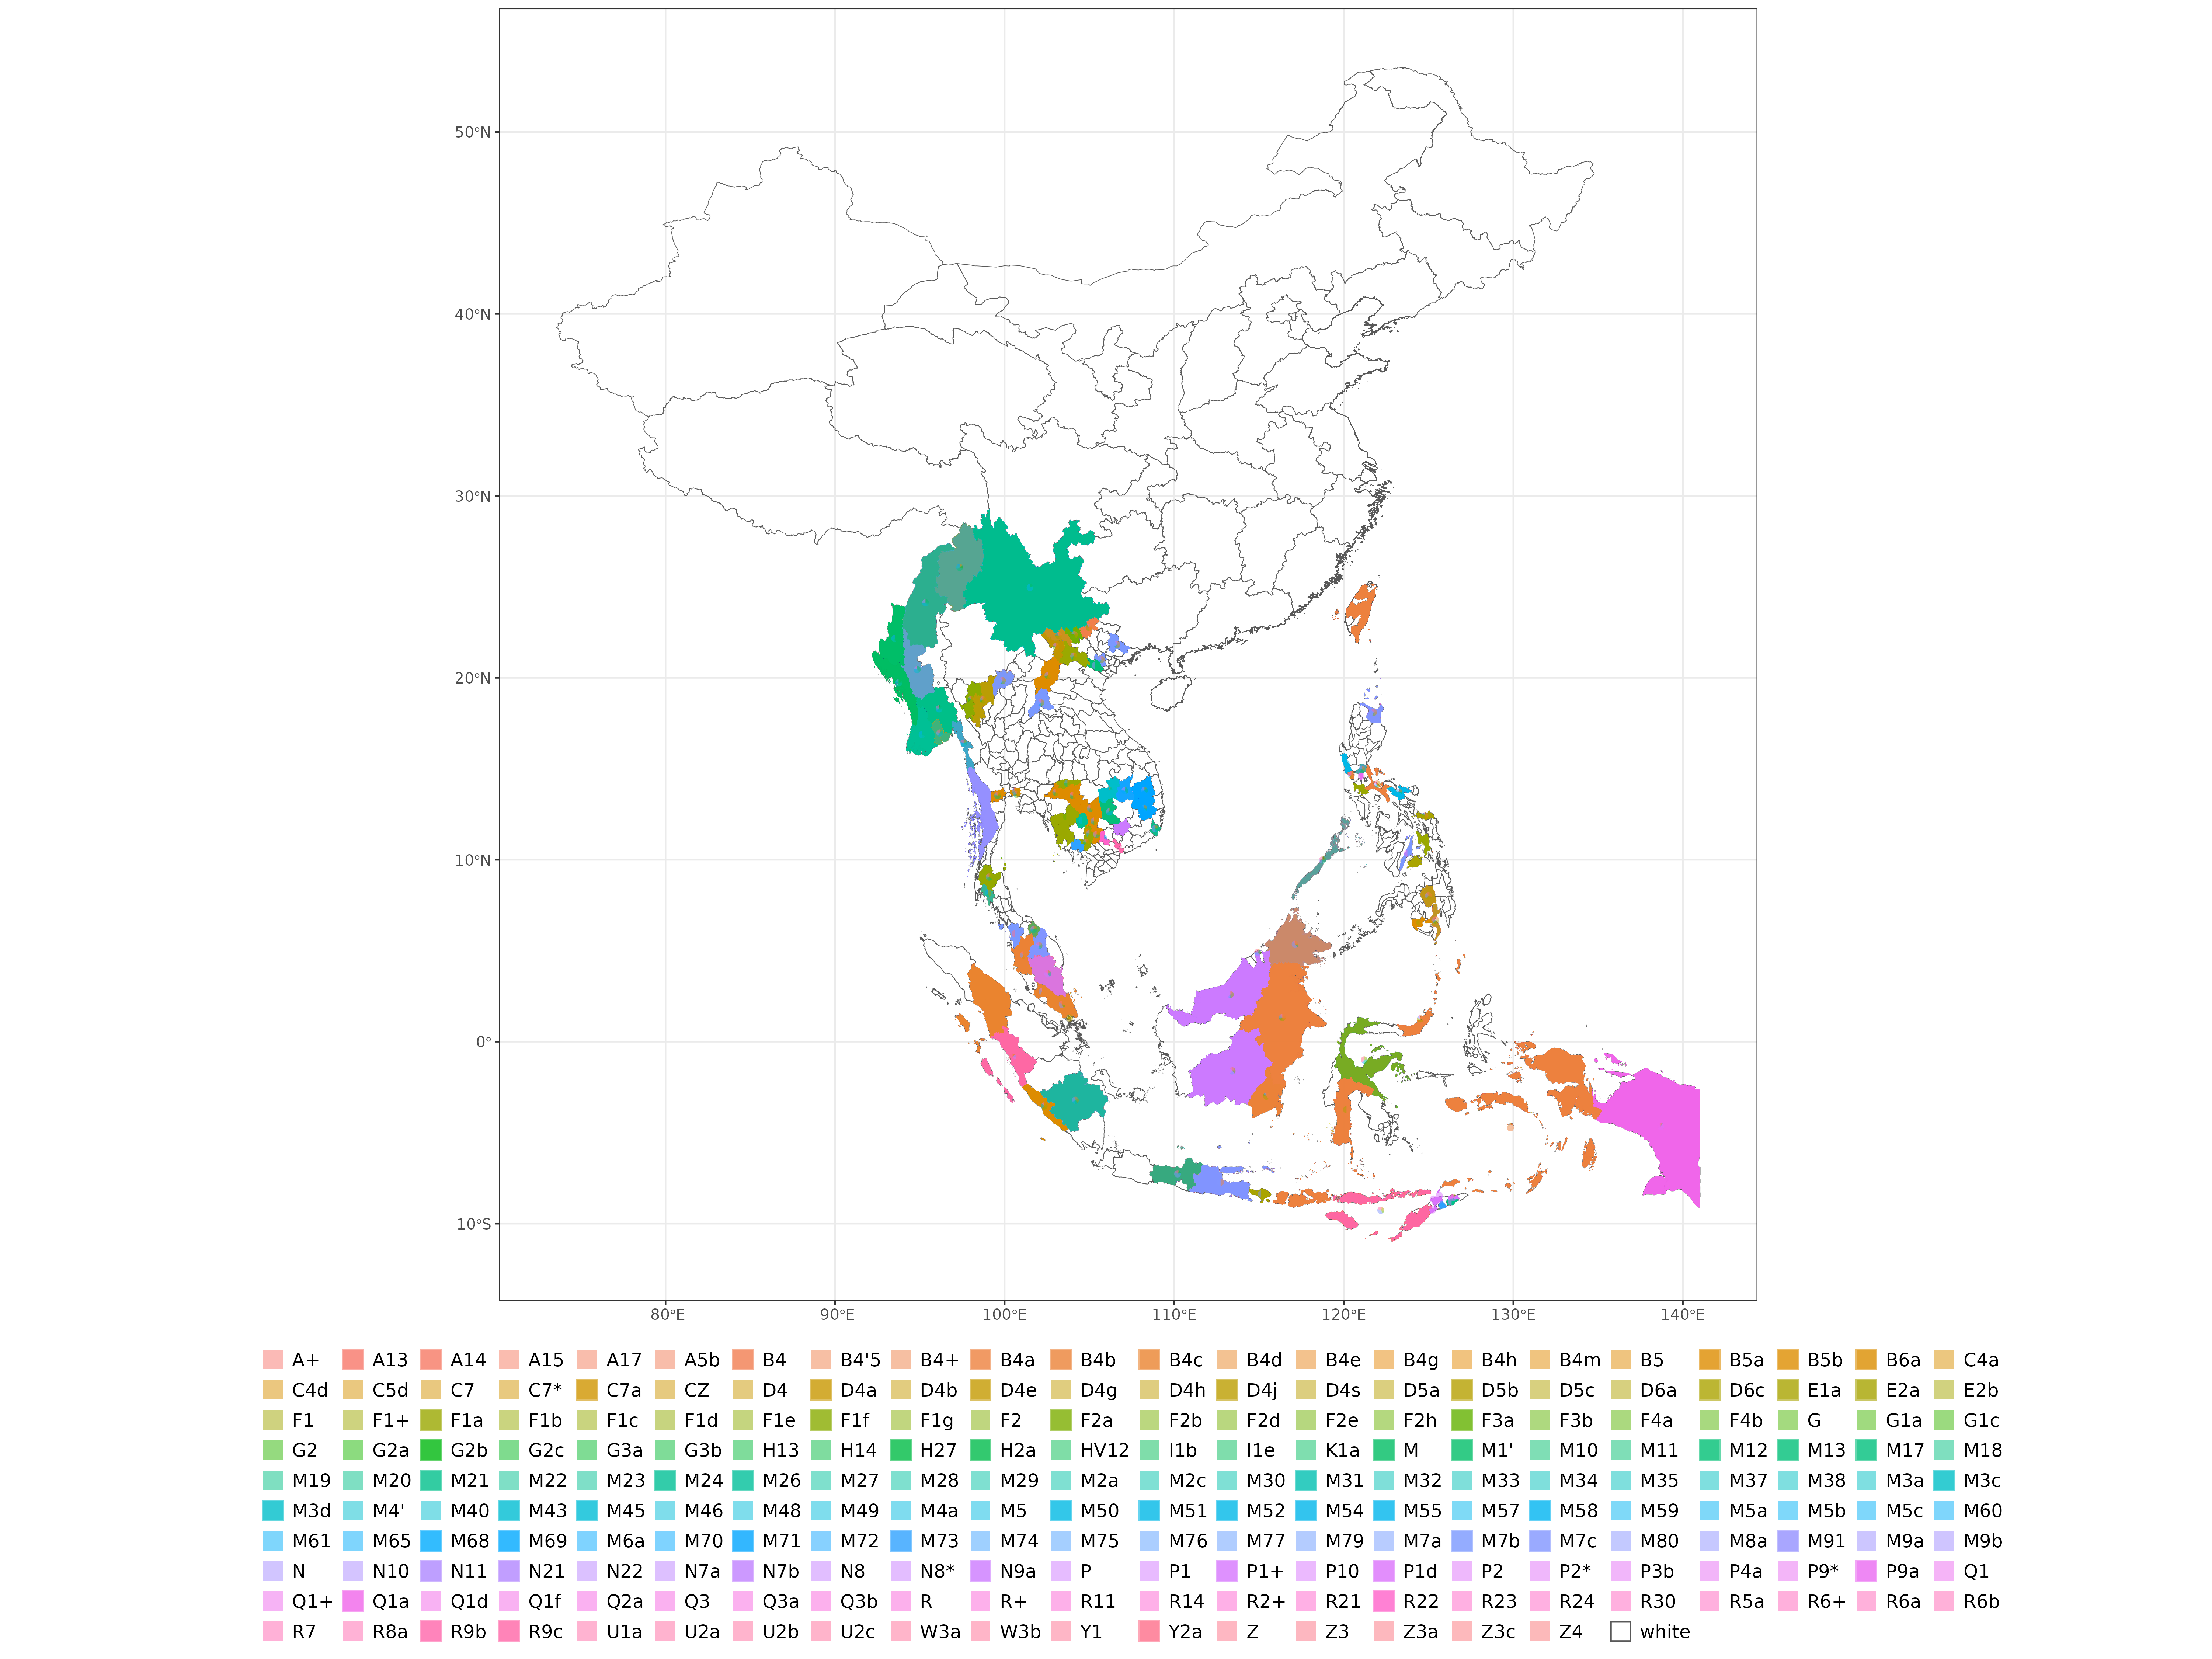 50°N
40°N
30°N
20°N
10°N
0°
10°S
80°E 90°E 100°E 110°E 120°E 130°E 140°E
A+ A13 A14 A15 A17 A5b B4 B4'5 B4+ B4a B4b B4c B4d B4e B4g B4h B4m B5 B5a B5b B6a C4a
C4d C5d C7 C7* C7a CZ D4 D4a D4b D4e D4g D4h D4j D4s D5a D5b D5c D6a D6c E1a E2a E2b
F1 F1+ F1a F1b F1c F1d F1e F1f F1g F2 F2a F2b F2d F2e F2h F3a F3b F4a F4b G G1a G1c
G2 G2a G2b G2c G3a G3b H13 H14 H27 H2a HV12 I1b I1e K1a M M1' M10 M11 M12 M13 M17 M18
M19 M20 M21 M22 M23 M24 M26 M27 M28 M29 M2a M2c M30 M31 M32 M33 M34 M35 M37 M38 M3a M3c
M3d M4' M40 M43 M45 M46 M48 M49 M4a M5 M50 M51 M52 M54 M55 M57 M58 M59 M5a M5b M5c M60
M61 M65 M68 M69 M6a M70 M71 M72 M73 M74 M75 M76 M77 M79 M7a M7b M7c M80 M8a M91 M9a M9b
N N10 N11 N21 N22 N7a N7b N8 N8* N9a P P1 P1+ P10 P1d P2 P2* P3b P4a P9* P9a Q1
Q1+ Q1a Q1d Q1f Q2a Q3 Q3a Q3b R R+ R11 R14 R2+ R21 R22 R23 R24 R30 R5a R6+ R6a R6b
R7 R8a R9b R9c U1a U2a U2b U2c W3a W3b Y1 Y2a Z Z3 Z3a Z3c Z4 white